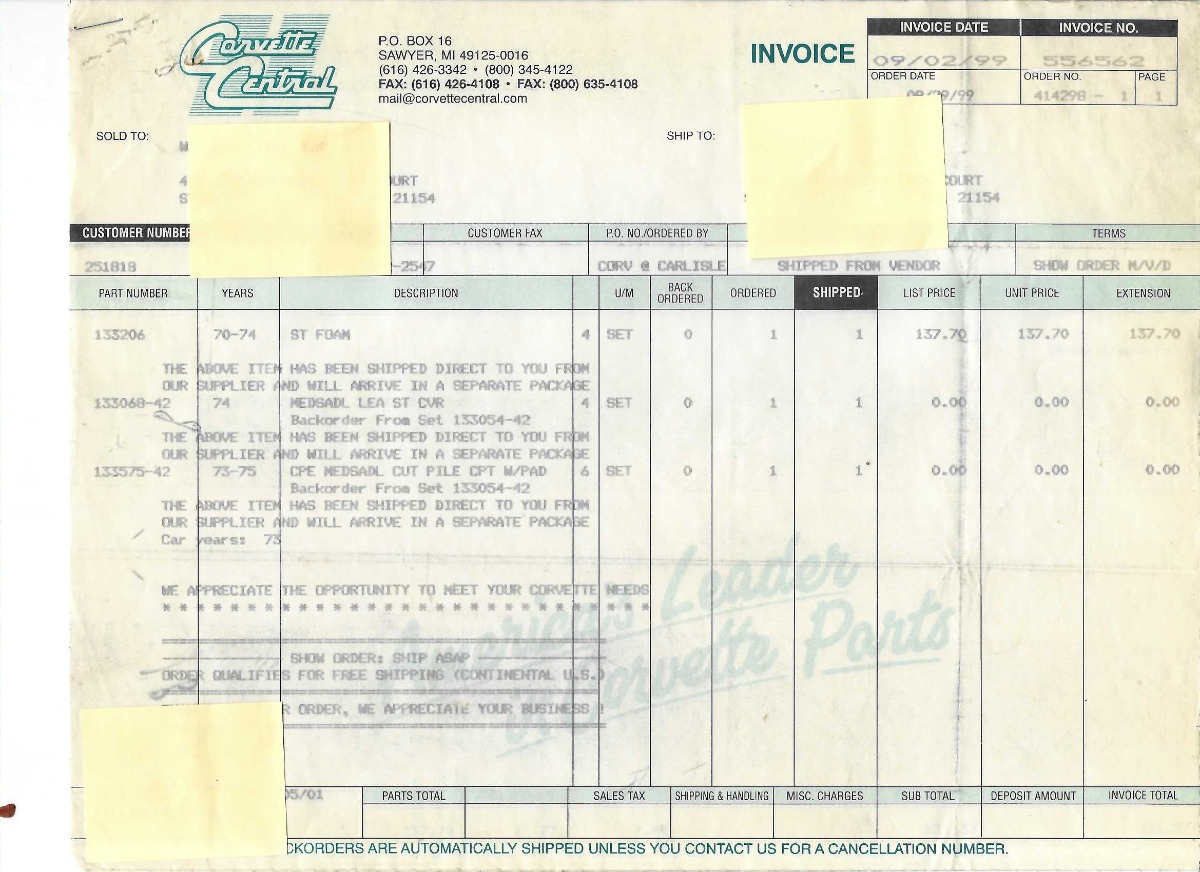 Corvette Central
P.O. BOX 16
SAWYER, MI 49125-0016
(616) 426-3342 • (800) 345-4122
FAX: (616) 426-4108 • FAX: (800) 635-4108
mail@corvettecentral.com
INVOICE
INVOICE DATE INVOICE NO.
09/02/99 556562
ORDER DATE ORDER NO. PAGE
414298 - 1 1
SOLD TO: SHIP TO:
URT COURT
21154 21154
CUSTOMER NUMBER CUSTOMER FAX P.O. NO./ORDERED BY TERMS
251818 -2547 CORV @ CARLISLE SHIPPED FROM VENDOR SHOW ORDER M/V/D
PART NUMBER YEARS DESCRIPTION U/M BACK ORDERED ORDERED SHIPPED LIST PRICE UNIT PRICE EXTENSION
133206 70-74 ST FOAM 4 SET 0 1 1 137.70 137.70 137.70
THE ABOVE ITEM HAS BEEN SHIPPED DIRECT TO YOU FROM
OUR SUPPLIER AND WILL ARRIVE IN A SEPARATE PACKAGE
133068-42 74 MEDSADL LEA ST CVR 4 SET 0 1 1 0.00 0.00 0.00
Backorder From Set 133054-42
THE ABOVE ITEM HAS BEEN SHIPPED DIRECT TO YOU FROM
OUR SUPPLIER AND WILL ARRIVE IN A SEPARATE PACKAGE
133575-42 73-75 CPE MEDSADL CUT PILE CPT W/PAD 6 SET 0 1 1 0.00 0.00 0.00
Backorder From Set 133054-42
THE ABOVE ITEM HAS BEEN SHIPPED DIRECT TO YOU FROM
OUR SUPPLIER AND WILL ARRIVE IN A SEPARATE PACKAGE
Car years: 73
WE APPRECIATE THE OPPORTUNITY TO MEET YOUR CORVETTE NEEDS
* * * * * * * * * * * * * * * * * * * * * * * * * * * * *
America's Leader
in Corvette Parts
SHOW ORDER: SHIP ASAP
ORDER QUALIFIES FOR FREE SHIPPING (CONTINENTAL U.S.)
R ORDER, WE APPRECIATE YOUR BUSINESS !
05/01 PARTS TOTAL SALES TAX SHIPPING & HANDLING MISC. CHARGES SUB TOTAL DEPOSIT AMOUNT INVOICE TOTAL
CKORDERS ARE AUTOMATICALLY SHIPPED UNLESS YOU CONTACT US FOR A CANCELLATION NUMBER.